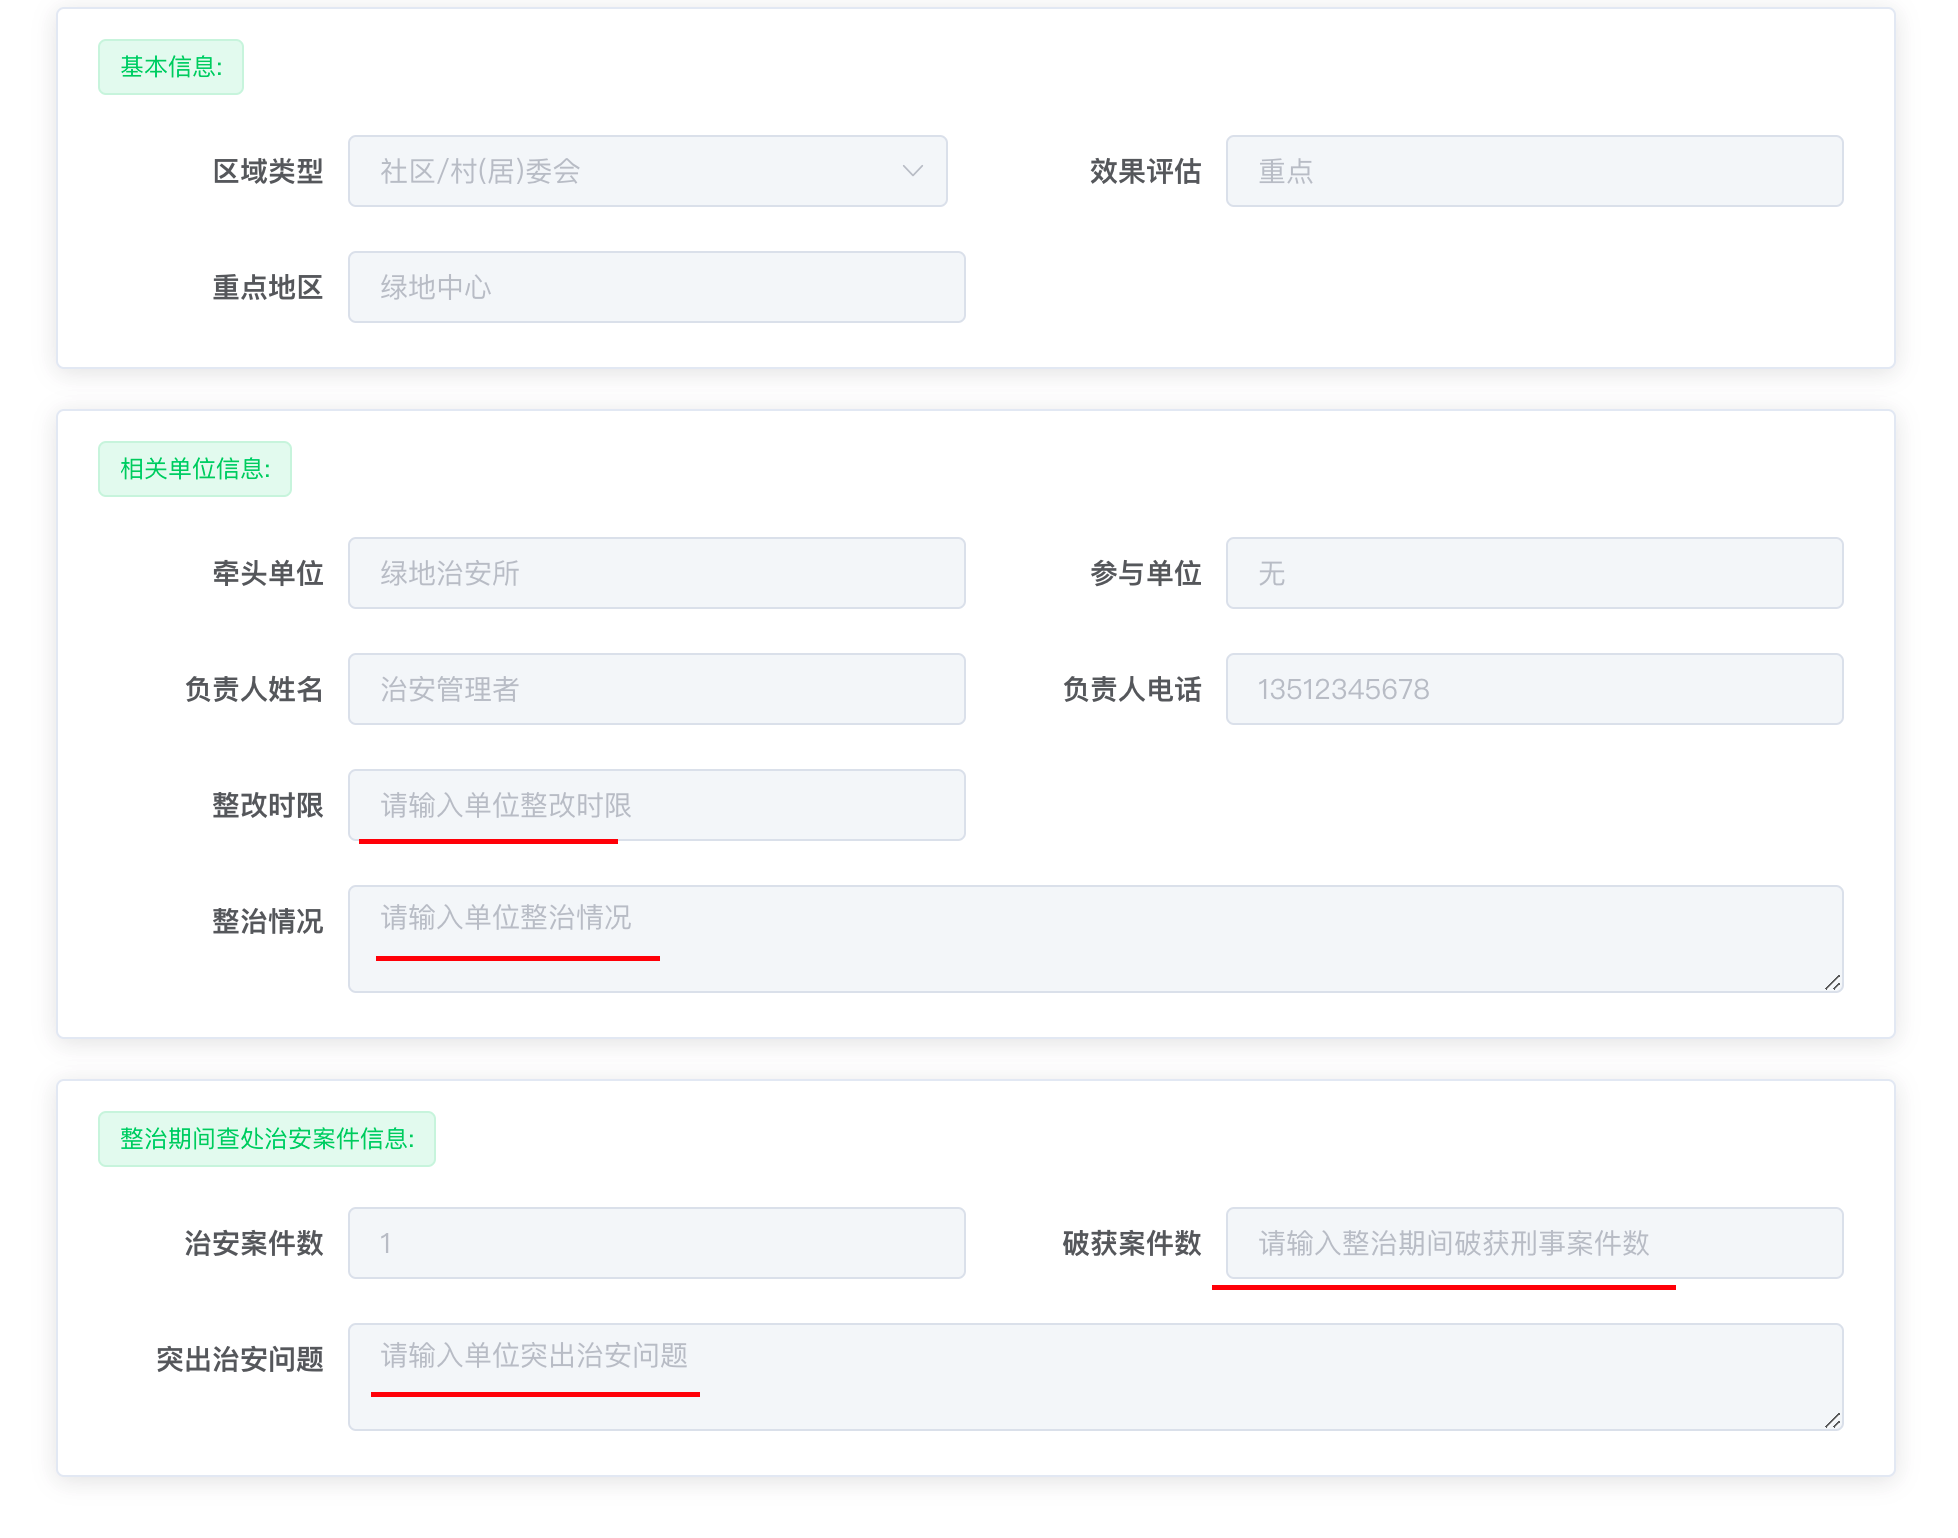 基本信息:
区域类型 社区/村(居)委会 效果评估 重点
重点地区 绿地中心
相关单位信息:
牵头单位 绿地治安所 参与单位 无
负责人姓名 治安管理者 负责人电话 13512345678
整改时限 请输入单位整改时限
整治情况 请输入单位整治情况
整治期间查处治安案件信息:
治安案件数 1 破获案件数 请输入整治期间破获刑事案件数
突出治安问题 请输入单位突出治安问题